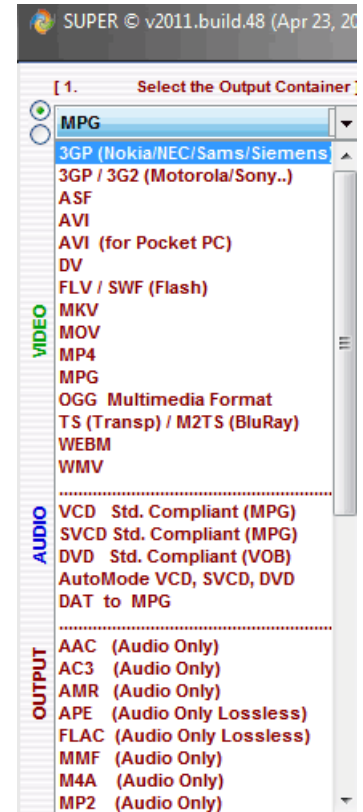 SUPER © v2011.build.48 (Apr 23, 20
[ 1. Select the Output Container ]
MPG
3GP (Nokia/NEC/Sams/Siemens)
3GP / 3G2 (Motorola/Sony..)
ASF
AVI
AVI (for Pocket PC)
DV
FLV / SWF (Flash)
MKV
MOV
MP4
MPG
OGG Multimedia Format
TS (Transp) / M2TS (BluRay)
WEBM
WMV
VCD Std. Compliant (MPG)
SVCD Std. Compliant (MPG)
DVD Std. Compliant (VOB)
AutoMode VCD, SVCD, DVD
DAT to MPG
AAC (Audio Only)
AC3 (Audio Only)
AMR (Audio Only)
APE (Audio Only Lossless)
FLAC (Audio Only Lossless)
MMF (Audio Only)
M4A (Audio Only)
MP2 (Audio Only)
VIDEO
AUDIO
OUTPUT